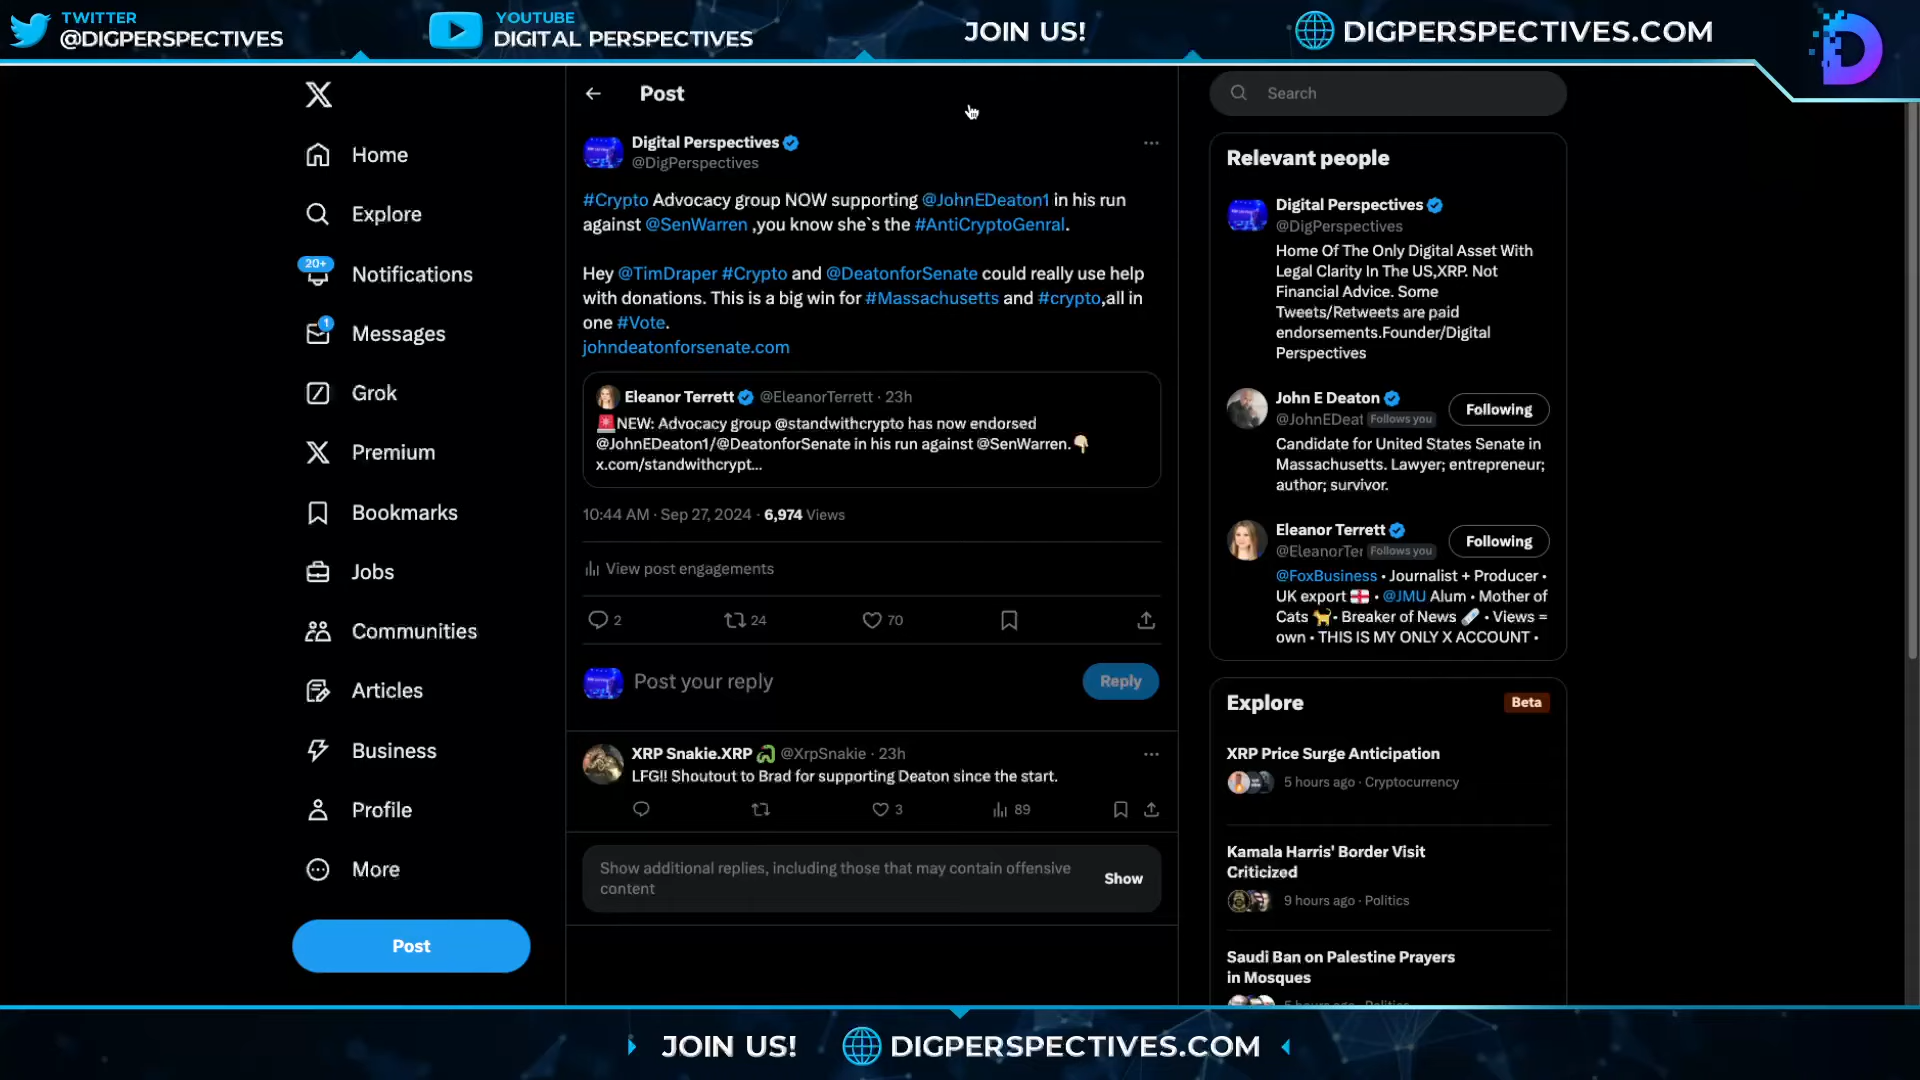 TWITTER
@DIGPERSPECTIVES
YOUTUBE
DIGITAL PERSPECTIVES
JOIN US!
DIGPERSPECTIVES.COM
Home
Explore
20+
Notifications
1
Messages
Grok
Premium
Bookmarks
Jobs
Communities
Articles
Business
Profile
More
Post
Post
Digital Perspectives
@DigPerspectives
#Crypto Advocacy group NOW supporting @JohnEDeaton1 in his run
against @SenWarren ,you know she`s the #AntiCryptoGenral.
Hey @TimDraper #Crypto and @DeatonforSenate could really use help
with donations. This is a big win for #Massachusetts and #crypto,all in
one #Vote.
johndeatonforsenate.com
Eleanor Terrett @EleanorTerrett · 23h
🚨NEW: Advocacy group @standwithcrypto has now endorsed
@JohnEDeaton1/@DeatonforSenate in his run against @SenWarren.👇
x.com/standwithcrypt...
10:44 AM · Sep 27, 2024 · 6,974 Views
View post engagements
2
24
70
Post your reply
Reply
XRP Snakie.XRP @XrpSnakie · 23h
LFG!! Shoutout to Brad for supporting Deaton since the start.
3
89
Show additional replies, including those that may contain offensive
content
Show
Search
Relevant people
Digital Perspectives
@DigPerspectives
Home Of The Only Digital Asset With
Legal Clarity In The US,XRP. Not
Financial Advice. Some
Tweets/Retweets are paid
endorsements.Founder/Digital
Perspectives
John E Deaton
@JohnEDeat Follows you
Following
Candidate for United States Senate in
Massachusetts. Lawyer; entrepreneur;
author; survivor.
Eleanor Terrett
@EleanorTer Follows you
Following
@FoxBusiness • Journalist + Producer •
UK export • @JMU Alum • Mother of
Cats • Breaker of News • Views =
own • THIS IS MY ONLY X ACCOUNT •
Explore
Beta
XRP Price Surge Anticipation
5 hours ago · Cryptocurrency
Kamala Harris' Border Visit
Criticized
9 hours ago · Politics
Saudi Ban on Palestine Prayers
in Mosques
5 hours ago · Politics
JOIN US!
DIGPERSPECTIVES.COM